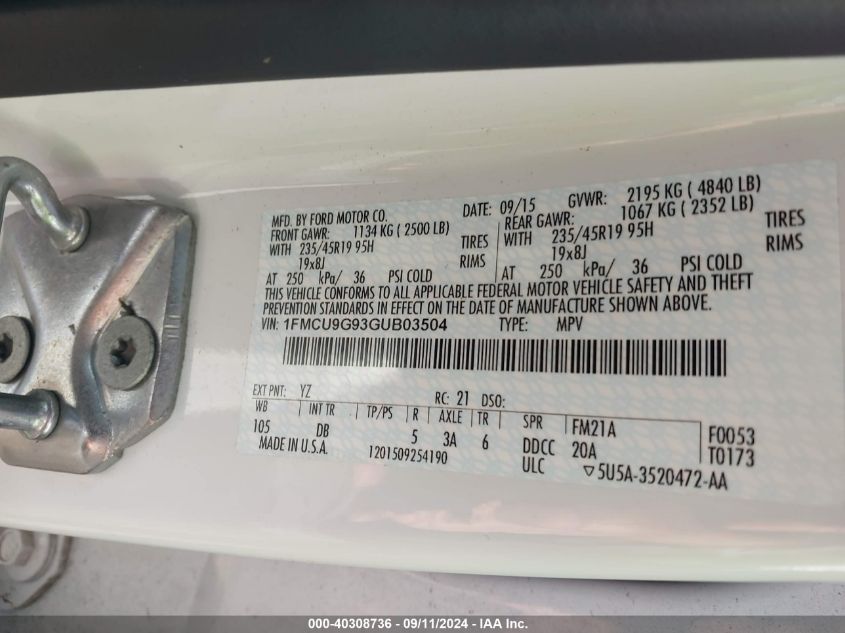 MFD. BY FORD MOTOR CO.
DATE: 09/15 GVWR: 2195 KG ( 4840 LB)
FRONT GAWR: 1134 KG ( 2500 LB)
REAR GAWR: 1067 KG ( 2352 LB)
WITH 235/45R19 95H TIRES
WITH 235/45R19 95H TIRES
19x8J RIMS
19x8J RIMS
AT 250 kPa/ 36 PSI COLD
AT 250 kPa/ 36 PSI COLD
THIS VEHICLE CONFORMS TO ALL APPLICABLE FEDERAL MOTOR VEHICLE SAFETY AND THEFT
PREVENTION STANDARDS IN EFFECT ON THE DATE OF MANUFACTURE SHOWN ABOVE.
VIN: 1FMCU9G93GUB03504 TYPE: MPV
EXT PNT: YZ RC: 21 DSO:
WB INT TR TP/PS R AXLE TR SPR FM21A F0053
105 DB 5 3A 6 DDCC 20A T0173
MADE IN U.S.A. 1201509254190 ULC ▽5U5A-3520472-AA
000-40308736 - 09/11/2024 - IAA Inc.